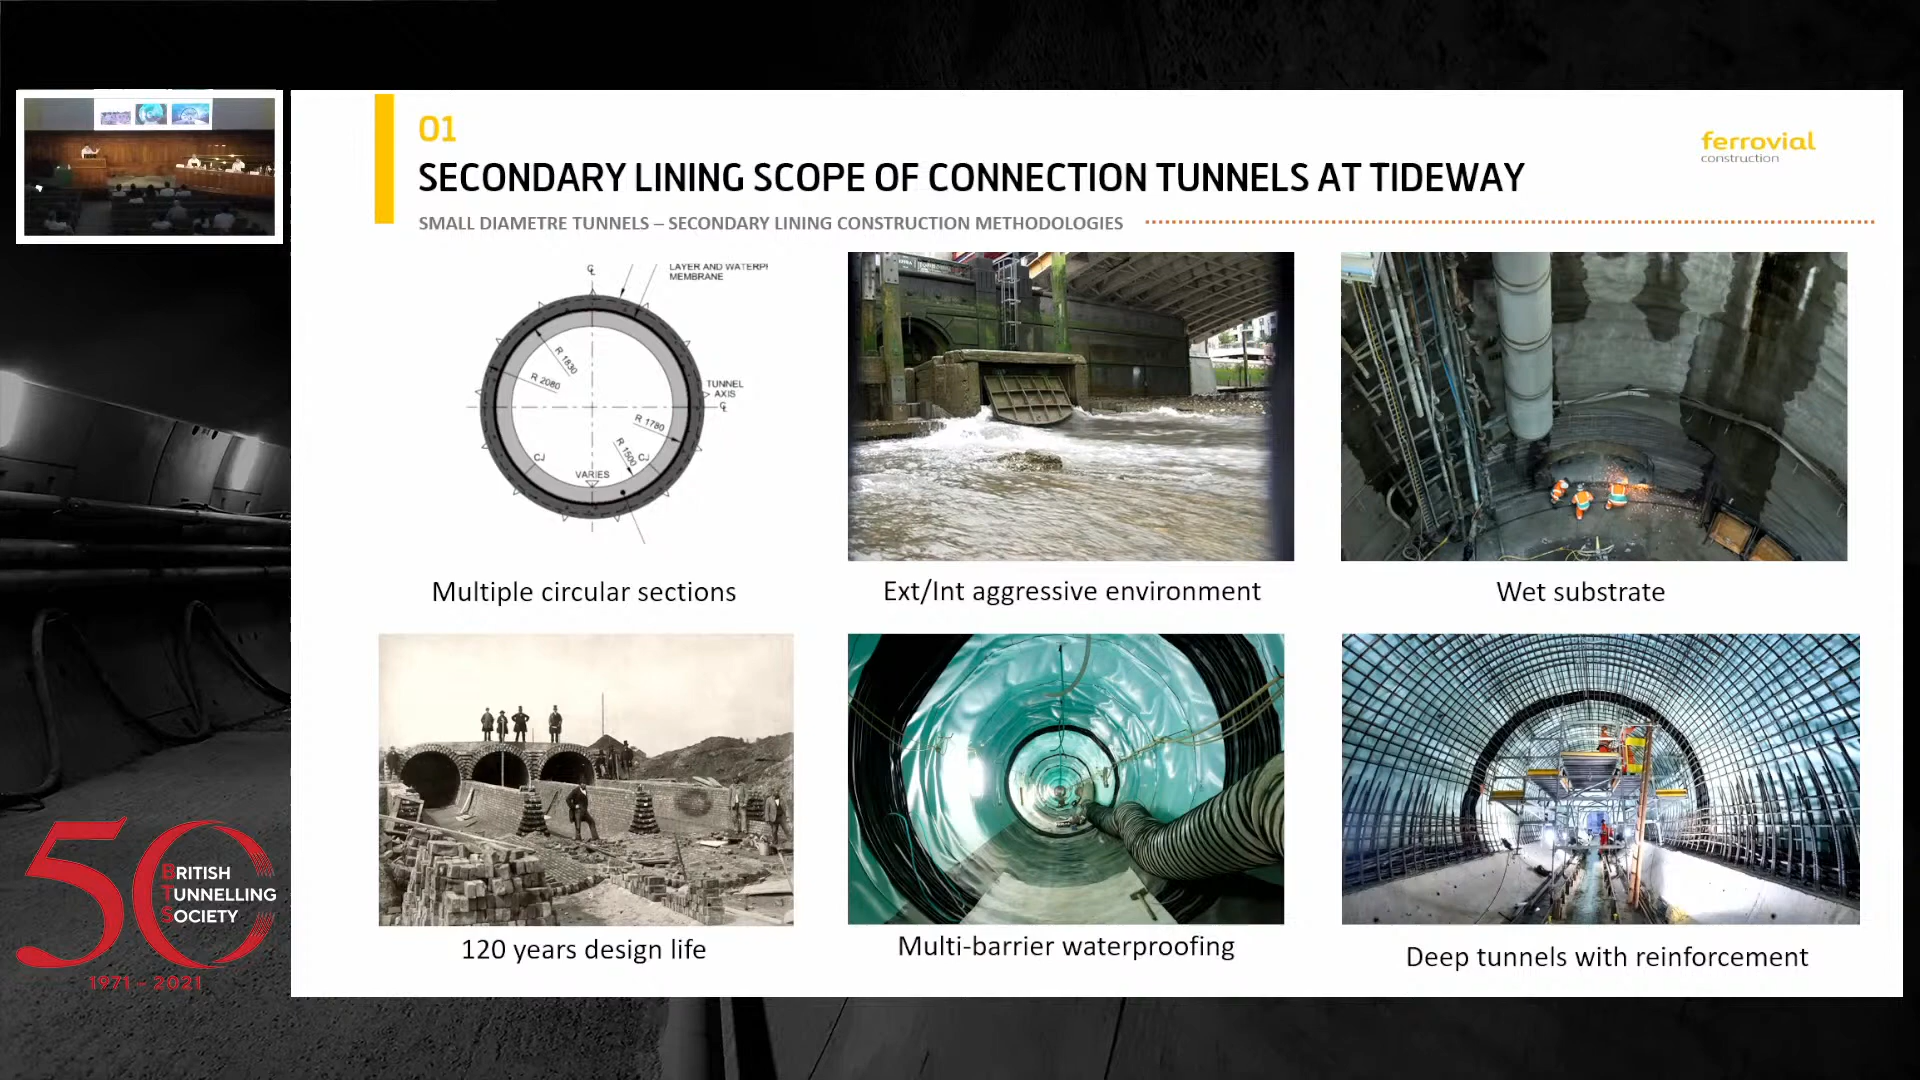 01
SECONDARY LINING SCOPE OF CONNECTION TUNNELS AT TIDEWAY
ferrovial
construction
SMALL DIAMETRE TUNNELS – SECONDARY LINING CONSTRUCTION METHODOLOGIES
LAYER AND
MEMBRANE
R 1830
R 2080
TUNNEL
AXIS
R 1780
R 1500
CJ
CJ
VARIES
Multiple circular sections
Ext/Int aggressive environment
Wet substrate
120 years design life
Multi-barrier waterproofing
Deep tunnels with reinforcement
50
BRITISH
TUNNELLING
SOCIETY
1971 - 2021